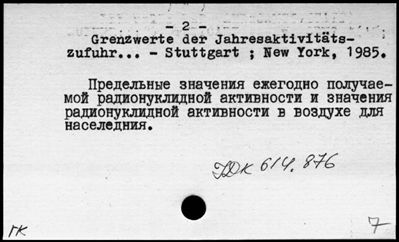 - 2 -
Grenzwerte der Jahresaktivitäts-
zufuhr... - Stuttgart ; New York, 1985.
Предельные значения ежегодно получае-
мой радионуклидной активности и значения
радионуклидной активности в воздухе для
населедния.
614.876
гк
7